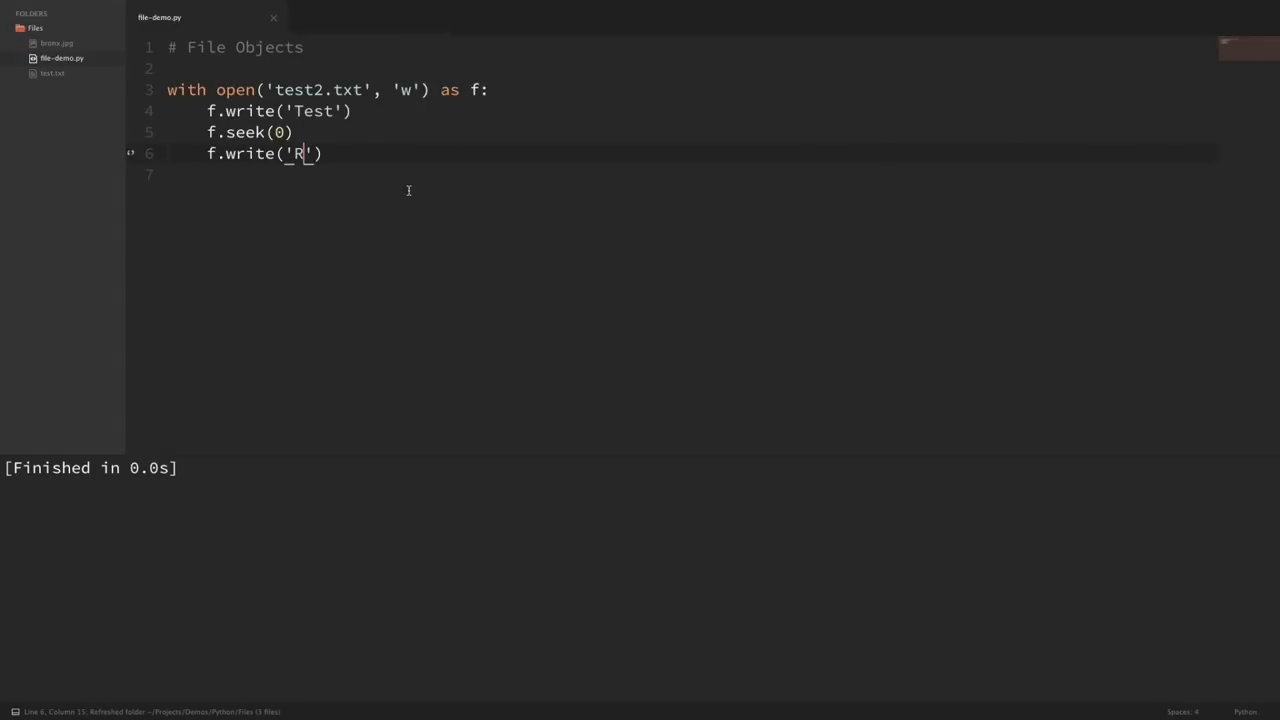 FOLDERS
Files
bronx.jpg
file-demo.py
test.txt
file-demo.py ×
1 # File Objects
2
3 with open('test2.txt', 'w') as f:
4     f.write('Test')
5     f.seek(0)
6     f.write('R')
7
[Finished in 0.0s]
Line 6, Column 15, Refreshed folder ~/Projects/Demos/Python/Files (3 files)
Spaces: 4
Python